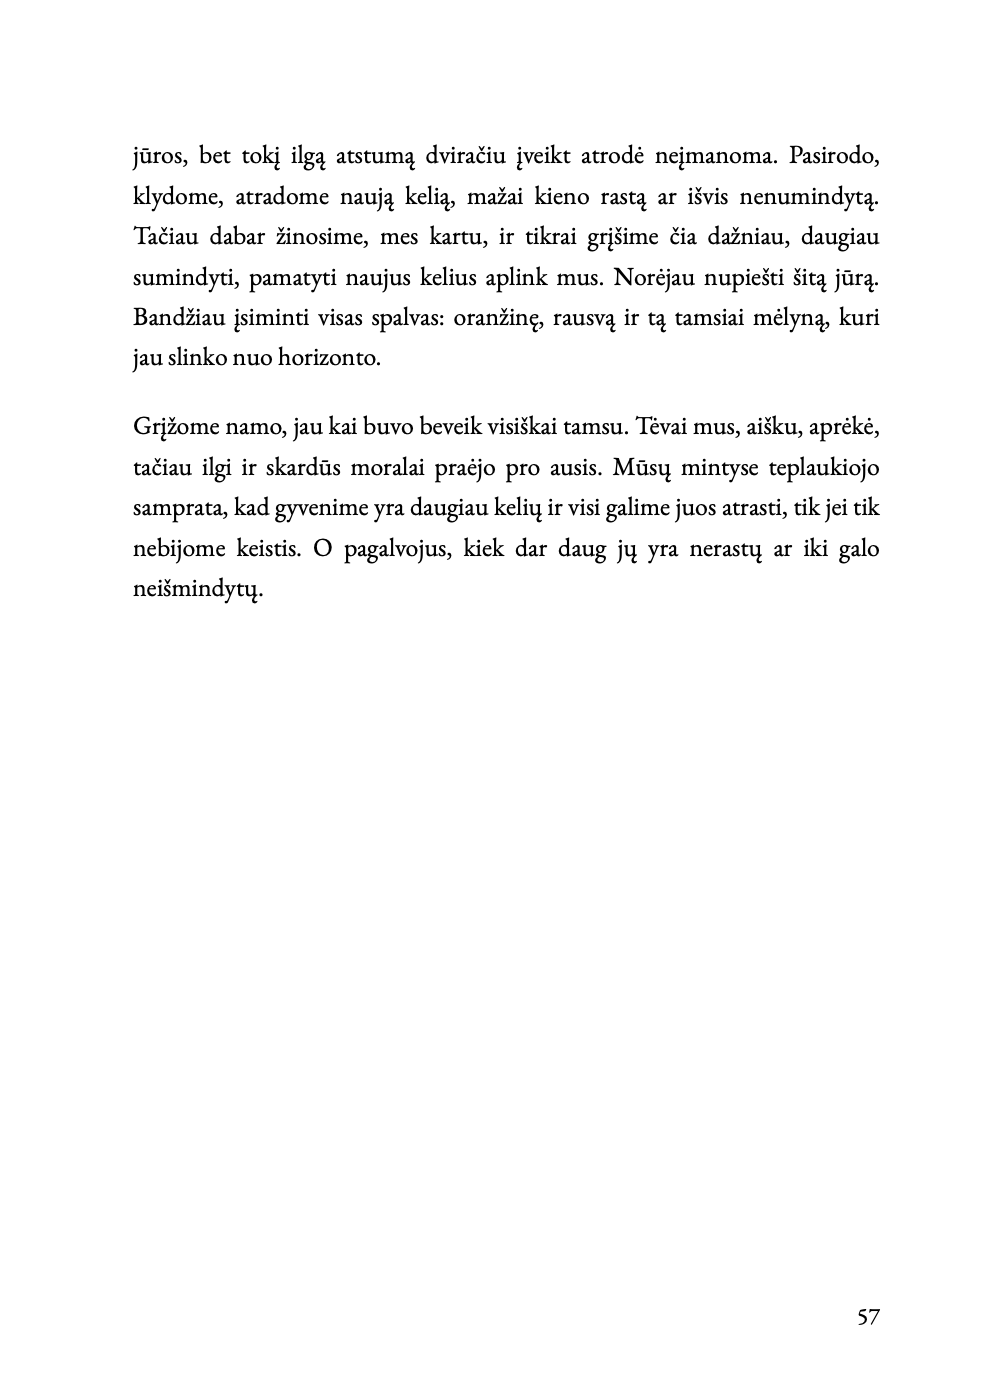 jūros, bet tokį ilgą atstumą dviračiu įveikt atrodė neįmanoma. Pasirodo,
klydome, atradome naują kelią, mažai kieno rastą ar išvis nenumindytą.
Tačiau dabar žinosime, mes kartu, ir tikrai grįšime čia dažniau, daugiau
sumindyti, pamatyti naujus kelius aplink mus. Norėjau nupiešti šitą jūrą.
Bandžiau įsiminti visas spalvas: oranžinę, rausvą ir tą tamsiai mėlyną, kuri
jau slinko nuo horizonto.
Grįžome namo, jau kai buvo beveik visiškai tamsu. Tėvai mus, aišku, aprėkė,
tačiau ilgi ir skardūs moralai praėjo pro ausis. Mūsų mintyse teplaukiojo
samprata, kad gyvenime yra daugiau kelių ir visi galime juos atrasti, tik jei tik
nebijome keistis. O pagalvojus, kiek dar daug jų yra nerastų ar iki galo
neišmindytų.
57